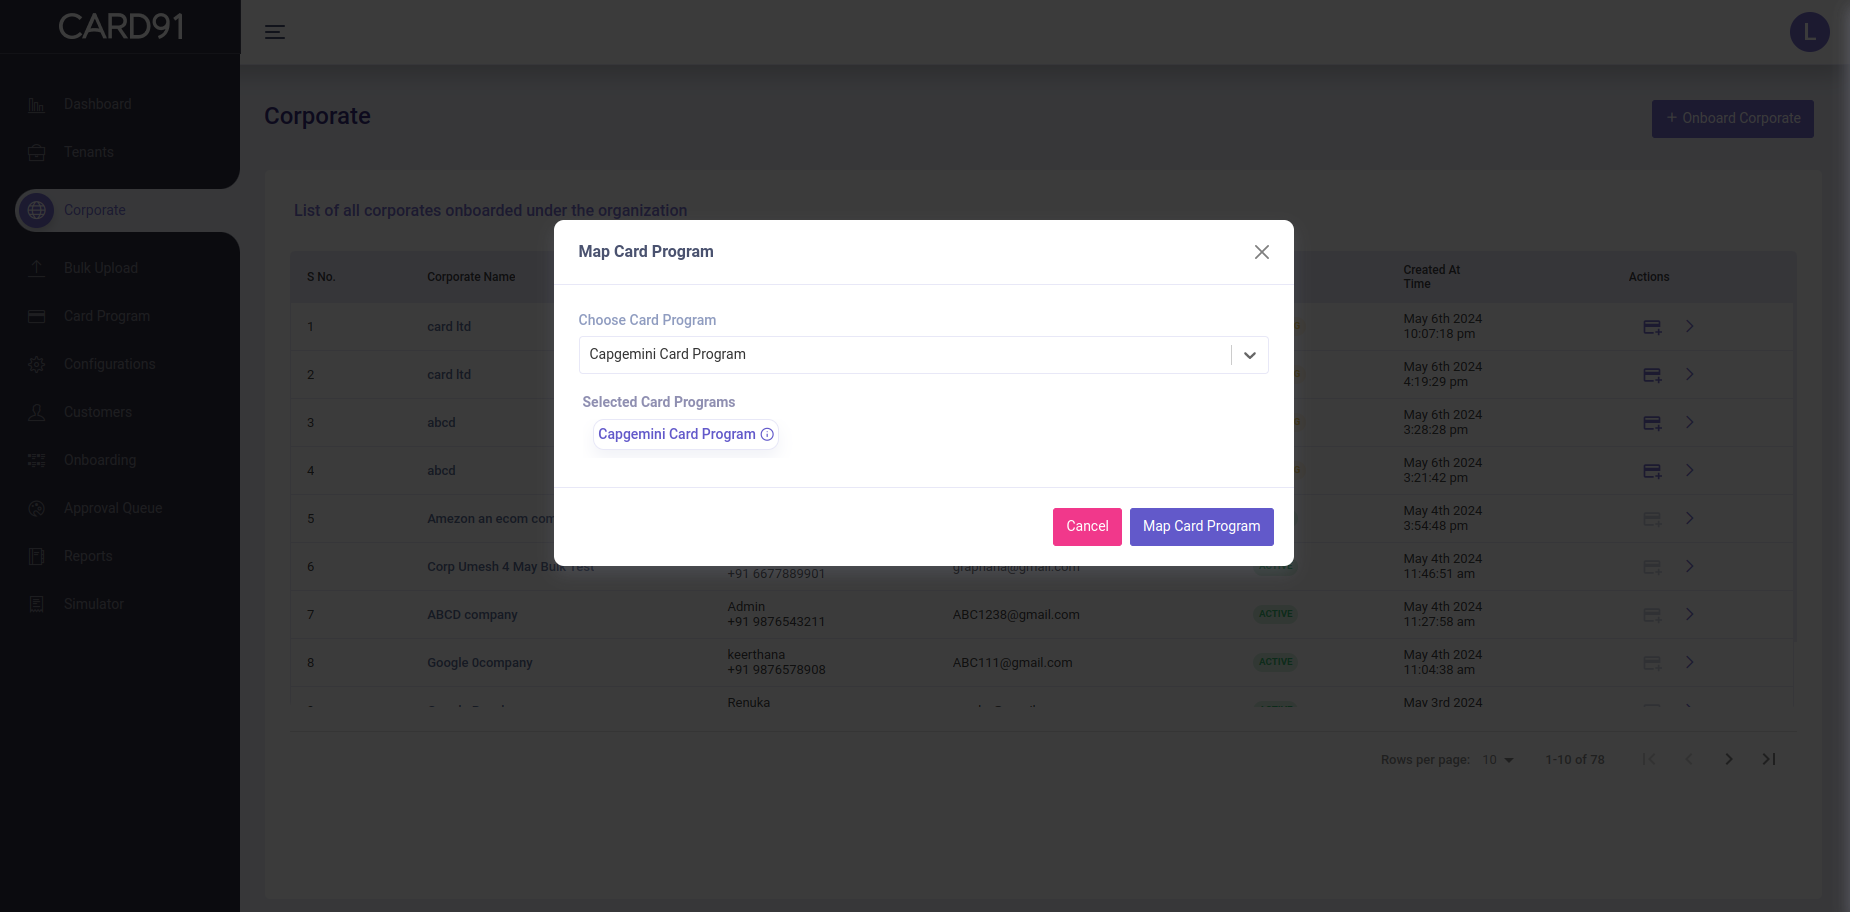 CARD91
L
Dashboard
Tenants
Corporate
Bulk Upload
Card Program
Configurations
Customers
Onboarding
Approval Queue
Reports
Simulator
Corporate
+ Onboard Corporate
List of all corporates onboarded under the organization
S No.
Corporate Name
Created At
Time
Actions
1
card ltd
May 6th 2024
10:07:18 pm
2
card ltd
May 6th 2024
4:19:29 pm
3
abcd
May 6th 2024
3:28:28 pm
4
abcd
May 6th 2024
3:21:42 pm
5
Amazon an ecom com
May 4th 2024
3:54:48 pm
6
Corp Umesh 4 May Bulk Test
+91 6677889901
graphana@gmail.com
May 4th 2024
11:46:51 am
7
ABCD company
Admin
+91 9876543211
ABC1238@gmail.com
ACTIVE
May 4th 2024
11:27:58 am
8
Google 0company
keerthana
+91 9876578908
ABC111@gmail.com
ACTIVE
May 4th 2024
11:04:38 am
Renuka
May 3rd 2024
Rows per page:
10
1-10 of 78
Map Card Program
Choose Card Program
Capgemini Card Program
Selected Card Programs
Capgemini Card Program
Cancel
Map Card Program